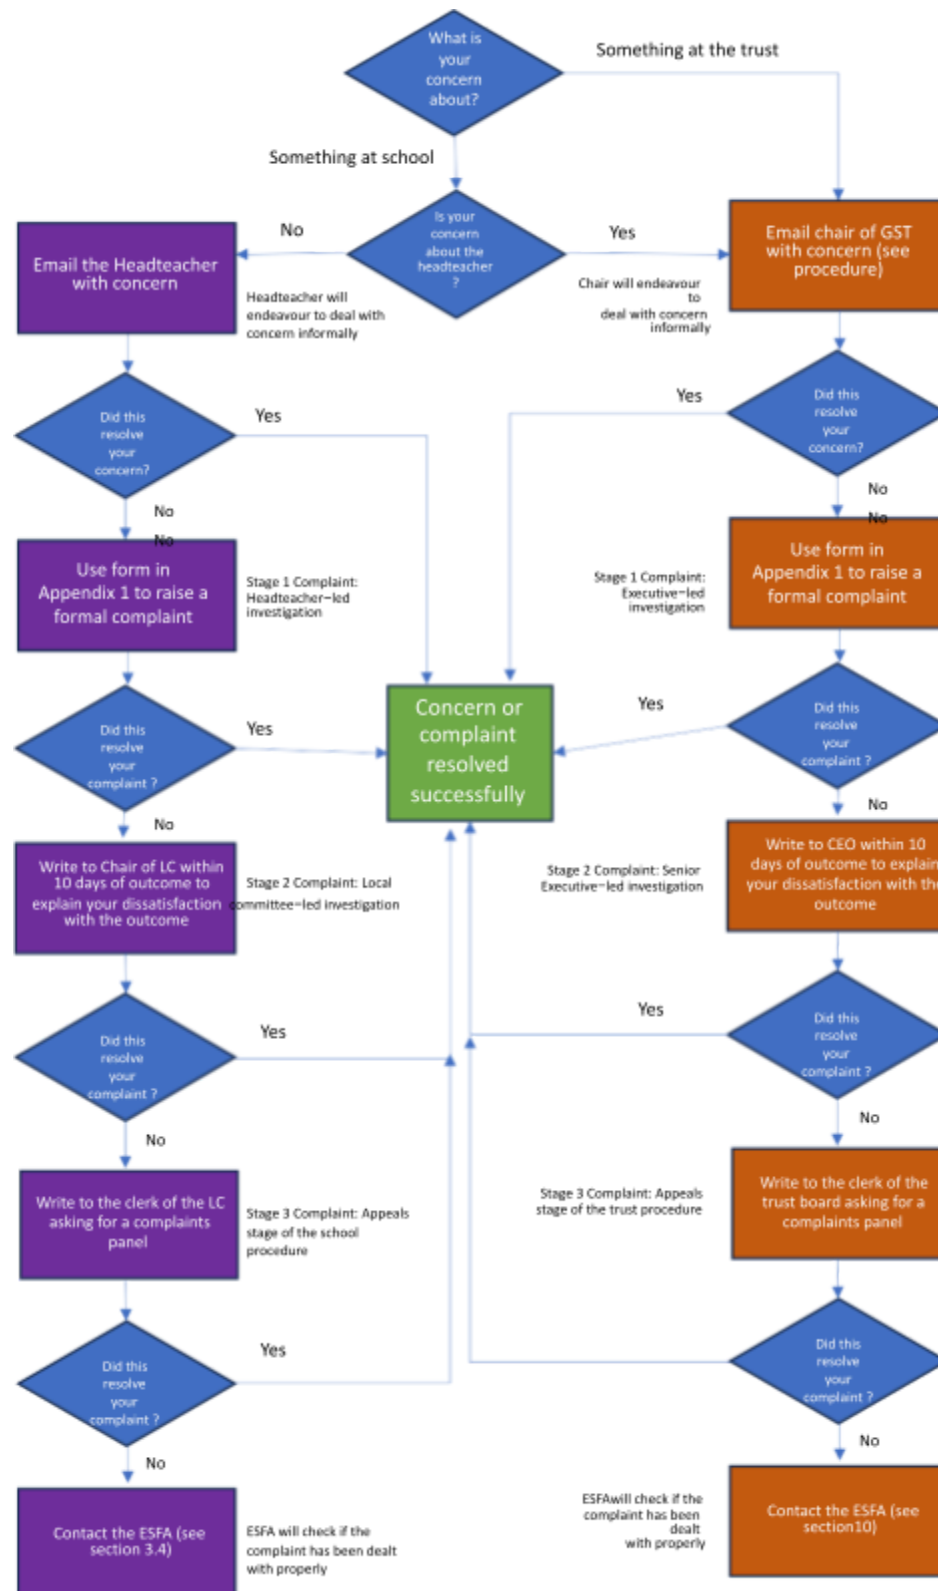 What is
your
concern
about?
Something at the trust
Something at school
Is your
concern
about the
headteacher
?
No
Yes
Email the Headteacher
with concern
Email chair of GST
with concern (see
procedure)
Headteacher will
endeavour to deal with
concern informally
Chair will endeavour
to
deal with concern
informally
Did this
resolve
your
concern?
Yes
Yes
Did this
resolve
your
concern?
No
No
No
No
Use form in
Appendix 1 to raise a
formal complaint
Stage 1 Complaint:
Headteacher-led
investigation
Stage 1 Complaint:
Executive-led
investigation
Use form in
Appendix 1 to raise a
formal complaint
Did this
resolve
your
complaint ?
Yes
Concern or
complaint
resolved
successfully
Yes
Did this
resolve
your
complaint ?
No
No
Write to Chair of LC within
10 days of outcome to
explain your dissatisfaction
with the outcome
Stage 2 Complaint: Local
committee-led investigation
Stage 2 Complaint: Senior
Executive-led investigation
Write to CEO within 10
days of outcome to explain
your dissatisfaction with the
outcome
Did this
resolve
your
complaint ?
Yes
Yes
Did this
resolve
your
complaint ?
No
No
Write to the clerk of the LC
asking for a complaints
panel
Stage 3 Complaint: Appeals
stage of the school
procedure
Stage 3 Complaint: Appeals
stage of the trust procedure
Write to the clerk of the
trust board asking for a
complaints panel
Did this
resolve
your
complaint ?
Yes
Did this
resolve
your
complaint ?
No
No
Contact the ESFA (see
section 3.4)
ESFA will check if the
complaint has been dealt
with properly
ESFAwill check if the
complaint has been
dealt
with properly
Contact the ESFA (see
section10)